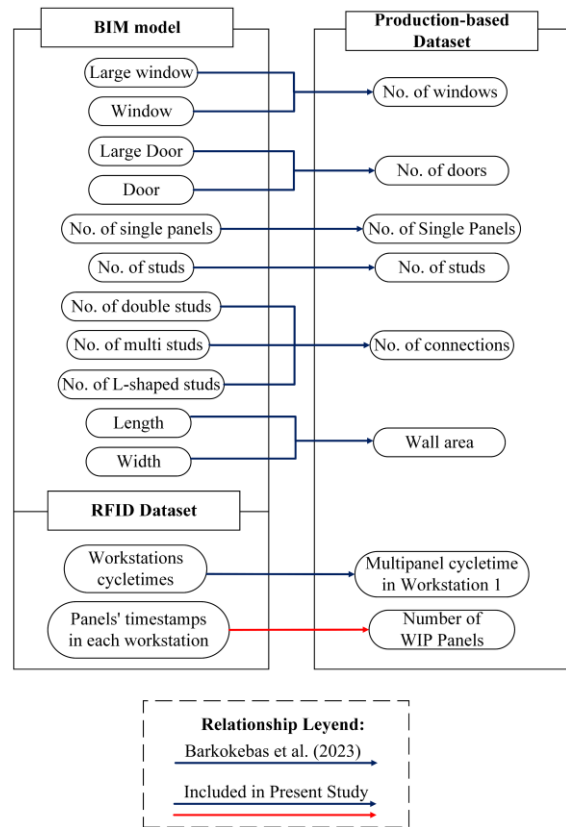 BIM model
Large window
Window
Large Door
Door
No. of single panels
No. of studs
No. of double studs
No. of multi studs
No. of L-shaped studs
Length
Width
RFID Dataset
Workstations
cycletimes
Panels' timestamps
in each workstation
Production-based
Dataset
No. of windows
No. of doors
No. of Single Panels
No. of studs
No. of connections
Wall area
Multipanel cycletime
in Workstation 1
Number of
WIP Panels
Relationship Leyend:
Barkokebas et al. (2023)
Included in Present Study